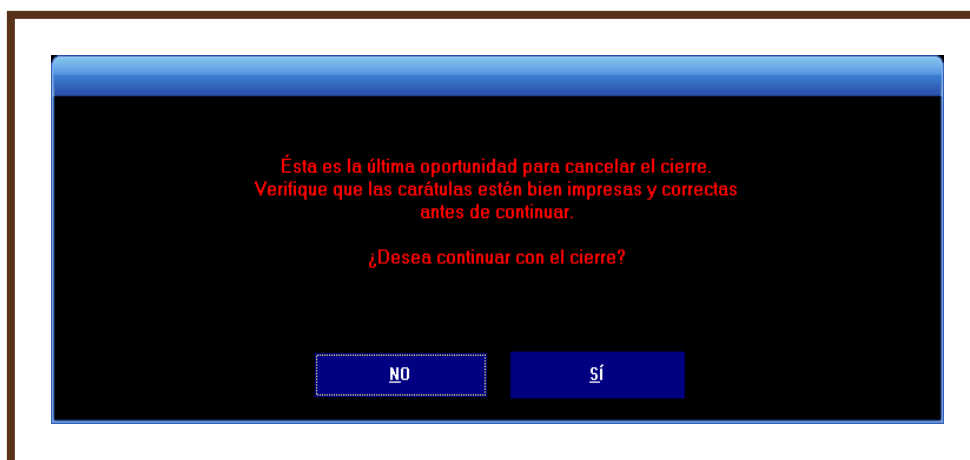 Ésta es la última oportunidad para cancelar el cierre.
Verifique que las carátulas estén bien impresas y correctas
antes de continuar.
¿Desea continuar con el cierre?
NO
SÍ